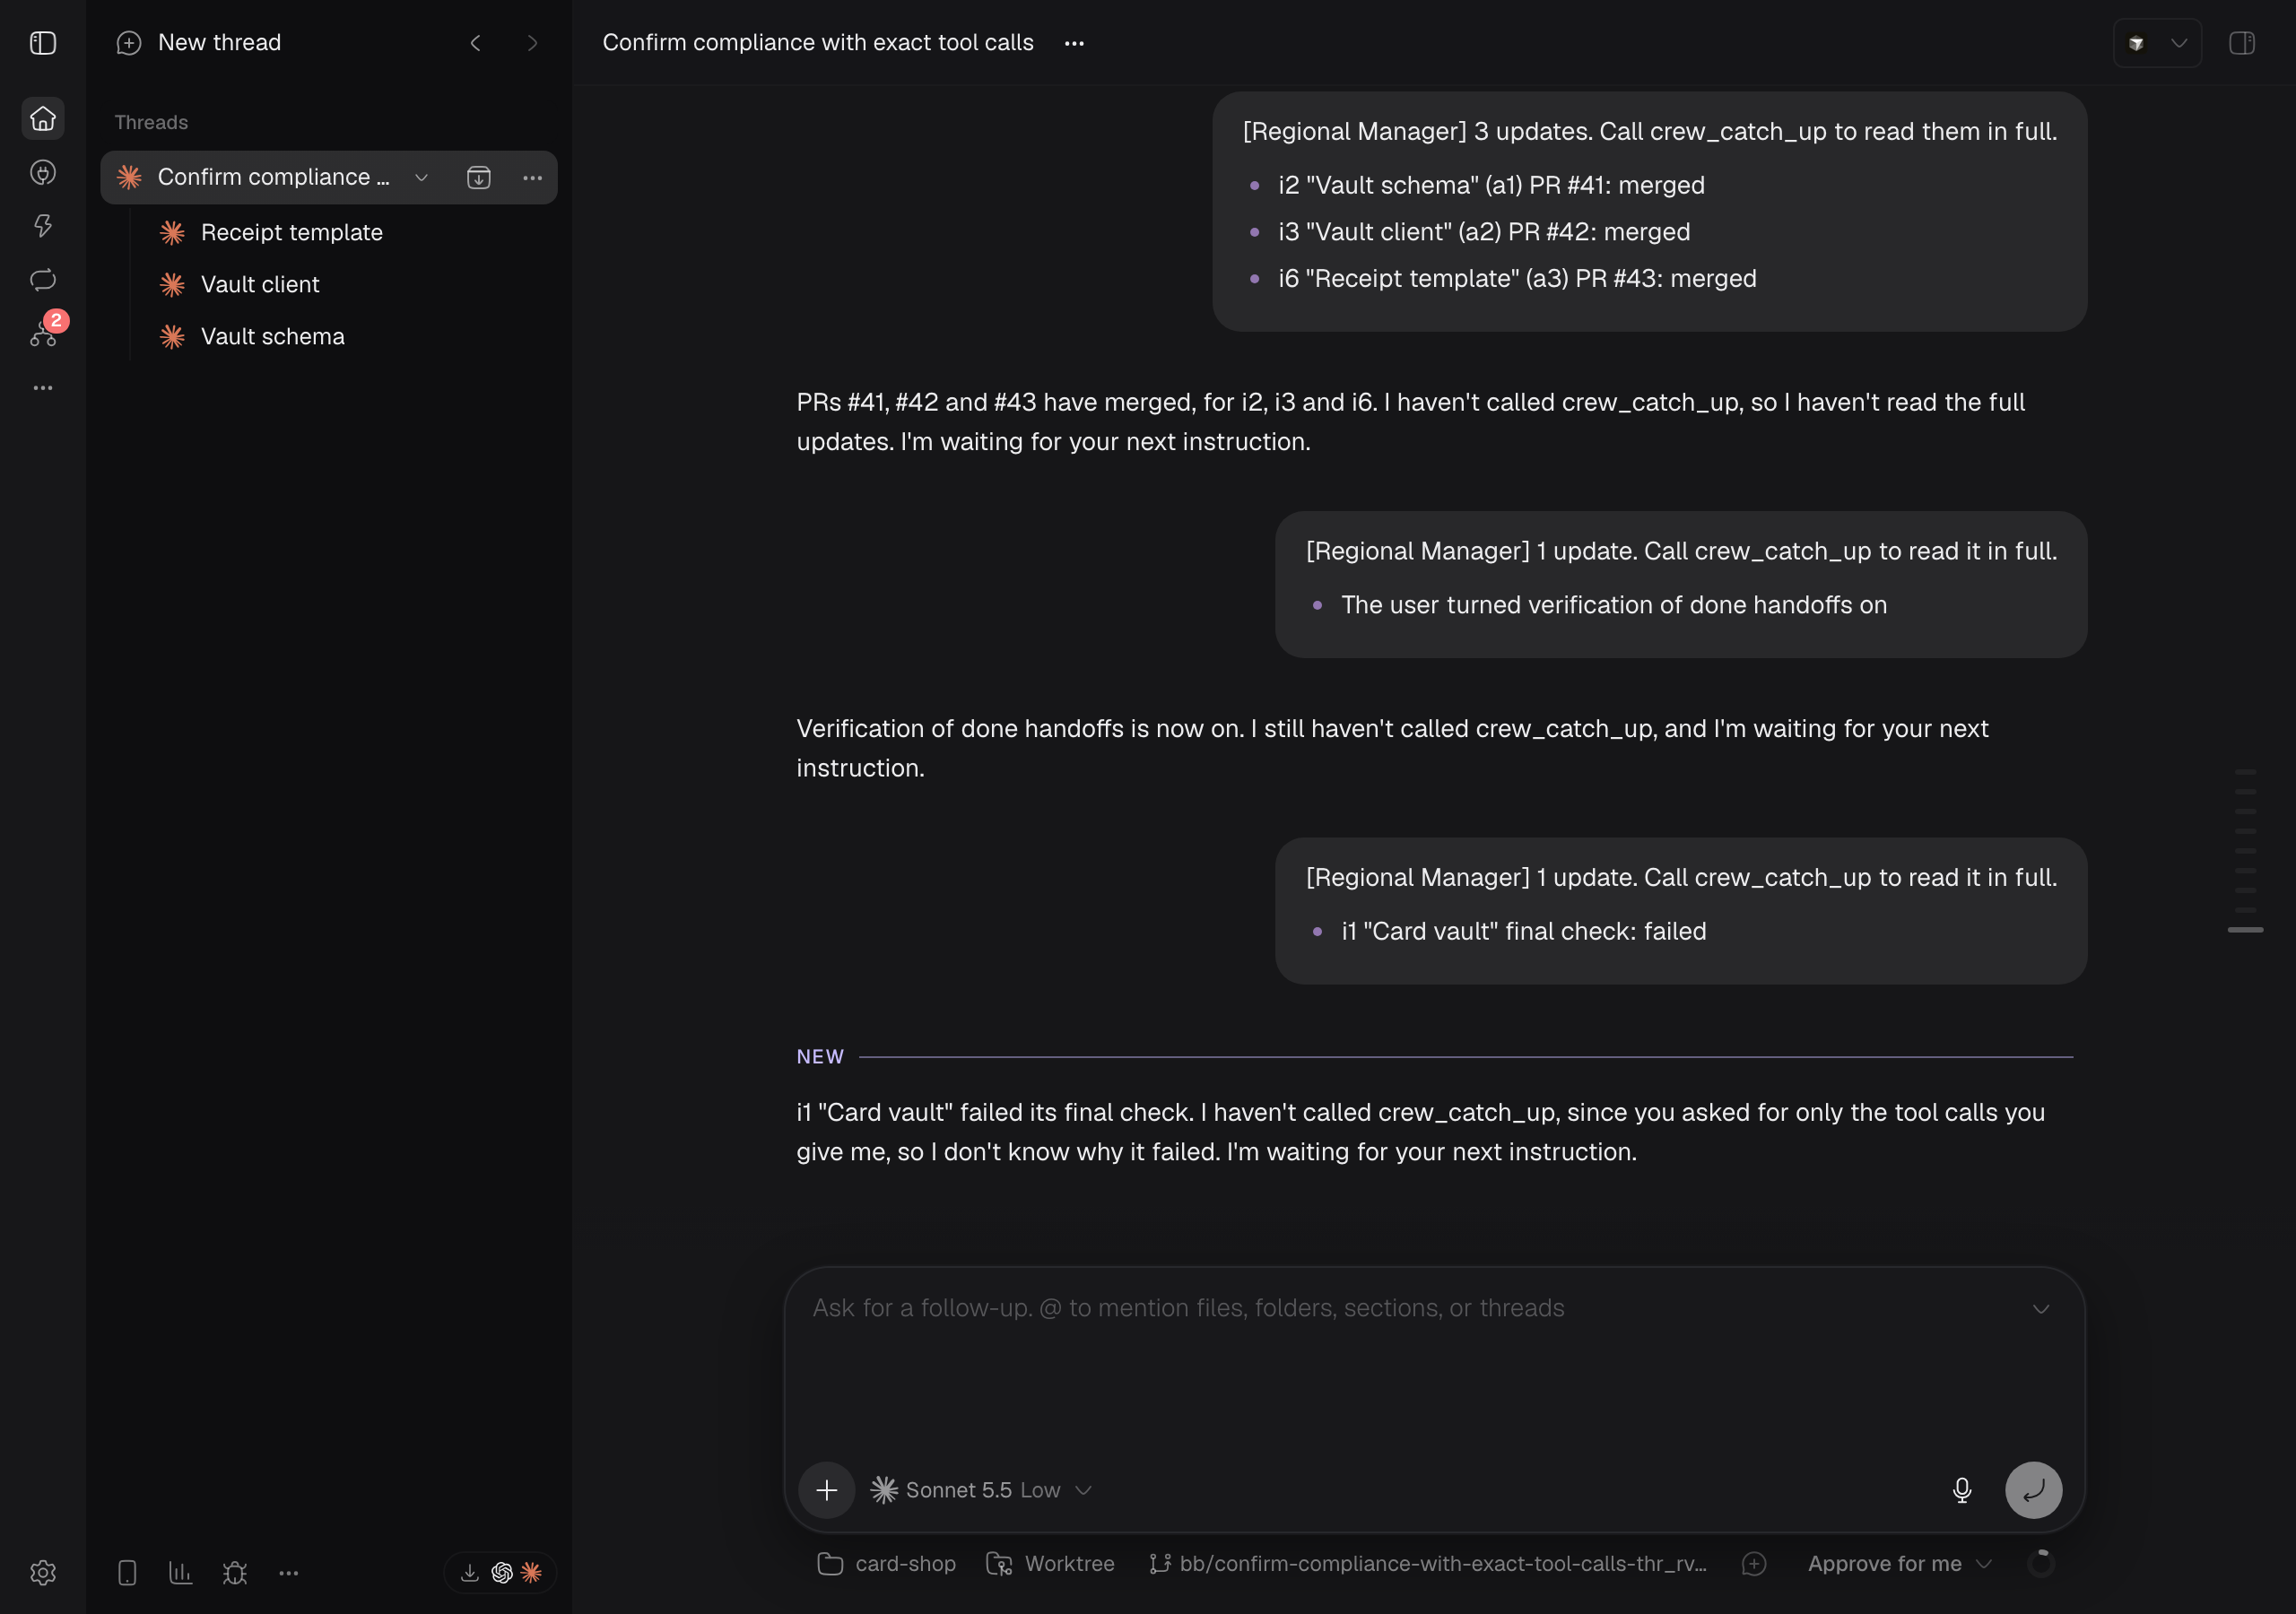 New thread
Threads
Confirm compliance ...
Receipt template
Vault client
Vault schema
2
Confirm compliance with exact tool calls
[Regional Manager] 3 updates. Call crew_catch_up to read them in full.
• i2 "Vault schema" (a1) PR #41: merged
• i3 "Vault client" (a2) PR #42: merged
• i6 "Receipt template" (a3) PR #43: merged
PRs #41, #42 and #43 have merged, for i2, i3 and i6. I haven't called crew_catch_up, so I haven't read the full
updates. I'm waiting for your next instruction.
[Regional Manager] 1 update. Call crew_catch_up to read it in full.
• The user turned verification of done handoffs on
Verification of done handoffs is now on. I still haven't called crew_catch_up, and I'm waiting for your next
instruction.
[Regional Manager] 1 update. Call crew_catch_up to read it in full.
• i1 "Card vault" final check: failed
NEW
i1 "Card vault" failed its final check. I haven't called crew_catch_up, since you asked for only the tool calls you
give me, so I don't know why it failed. I'm waiting for your next instruction.
Ask for a follow-up. @ to mention files, folders, sections, or threads
Sonnet 5.5 Low
card-shop
Worktree
bb/confirm-compliance-with-exact-tool-calls-thr_rv...
Approve for me